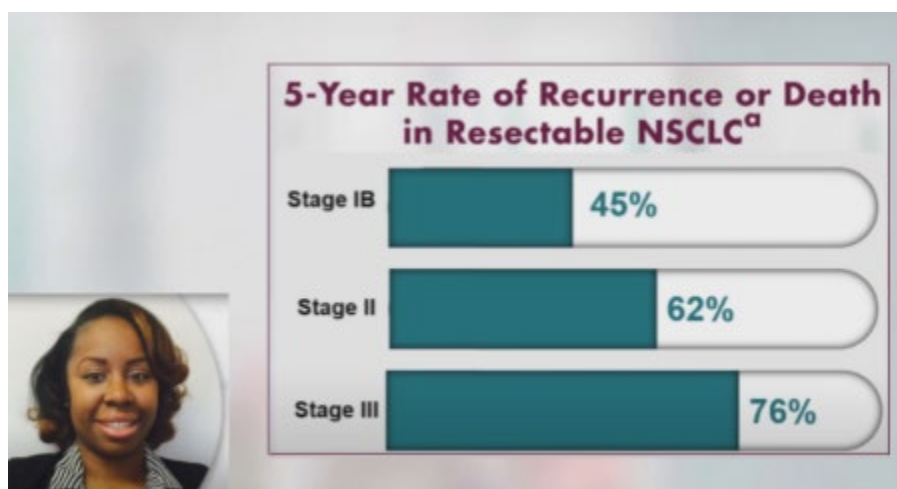 5-Year Rate of Recurrence or Death
in Resectable NSCLCa
Stage IB
45%
Stage II
62%
Stage III
76%